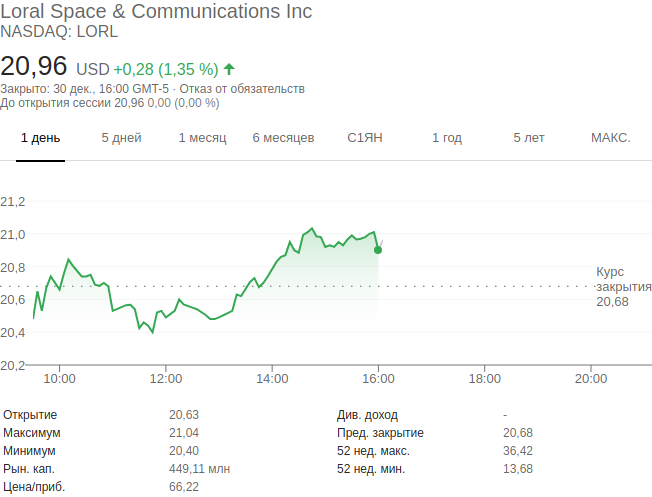 Loral Space & Communications Inc
NASDAQ: LORL
20,96 USD +0,28 (1,35 %)
Закрыто: 30 дек., 16:00 GMT-5 · Отказ от обязательств
До открытия сессии 20,96 0,00 (0,00 %)
1 день 5 дней 1 месяц 6 месяцев С1ЯН 1 год 5 лет МАКС.
21,2
21,0
20,8
20,6
20,4
20,2
Курс
закрытия
20,68
10:00 12:00 14:00 16:00 18:00 20:00
Открытие 20,63 Див. доход -
Максимум 21,04 Пред. закрытие 20,68
Минимум 20,40 52 нед. макс. 36,42
Рын. кап. 449,11 млн 52 нед. мин. 13,68
Цена/приб. 66,22